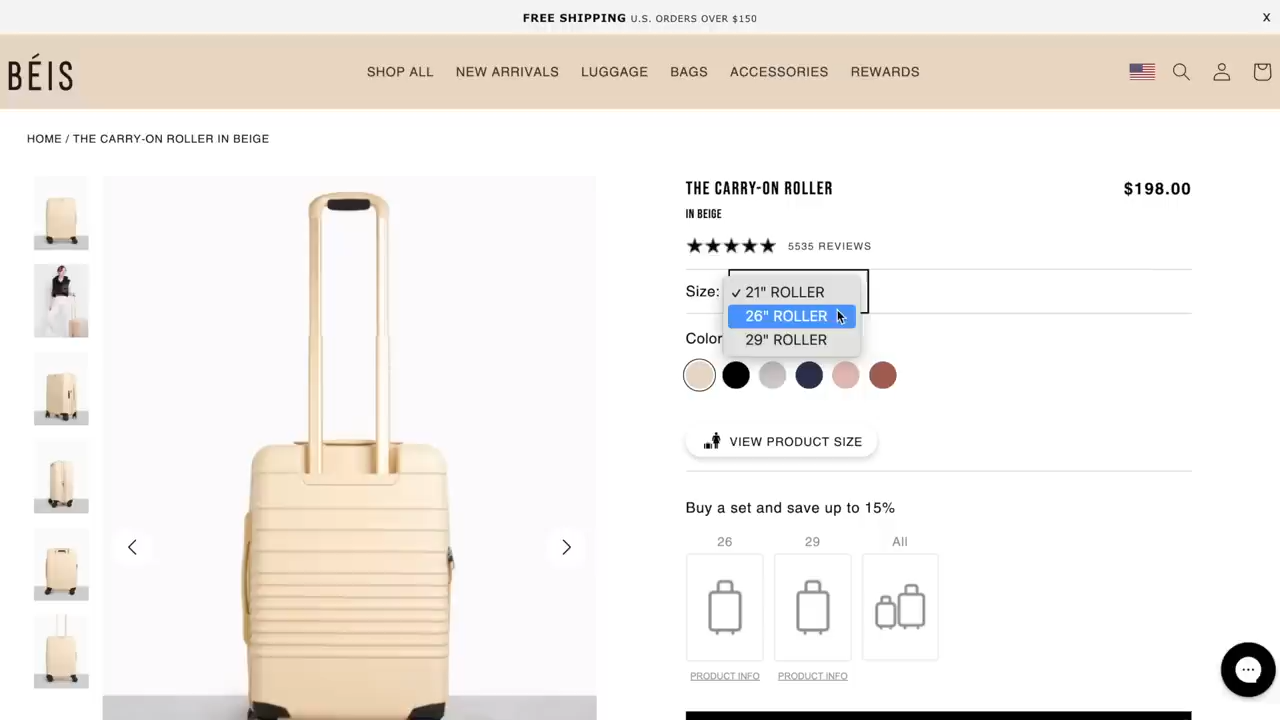 FREE SHIPPING U.S. ORDERS OVER $150
X
BÉIS
SHOP ALL NEW ARRIVALS LUGGAGE BAGS ACCESSORIES REWARDS
HOME / THE CARRY-ON ROLLER IN BEIGE
THE CARRY-ON ROLLER
$198.00
IN BEIGE
5535 REVIEWS
Size:
✓ 21" ROLLER
26" ROLLER
29" ROLLER
Color
VIEW PRODUCT SIZE
Buy a set and save up to 15%
26 29 All
PRODUCT INFO PRODUCT INFO